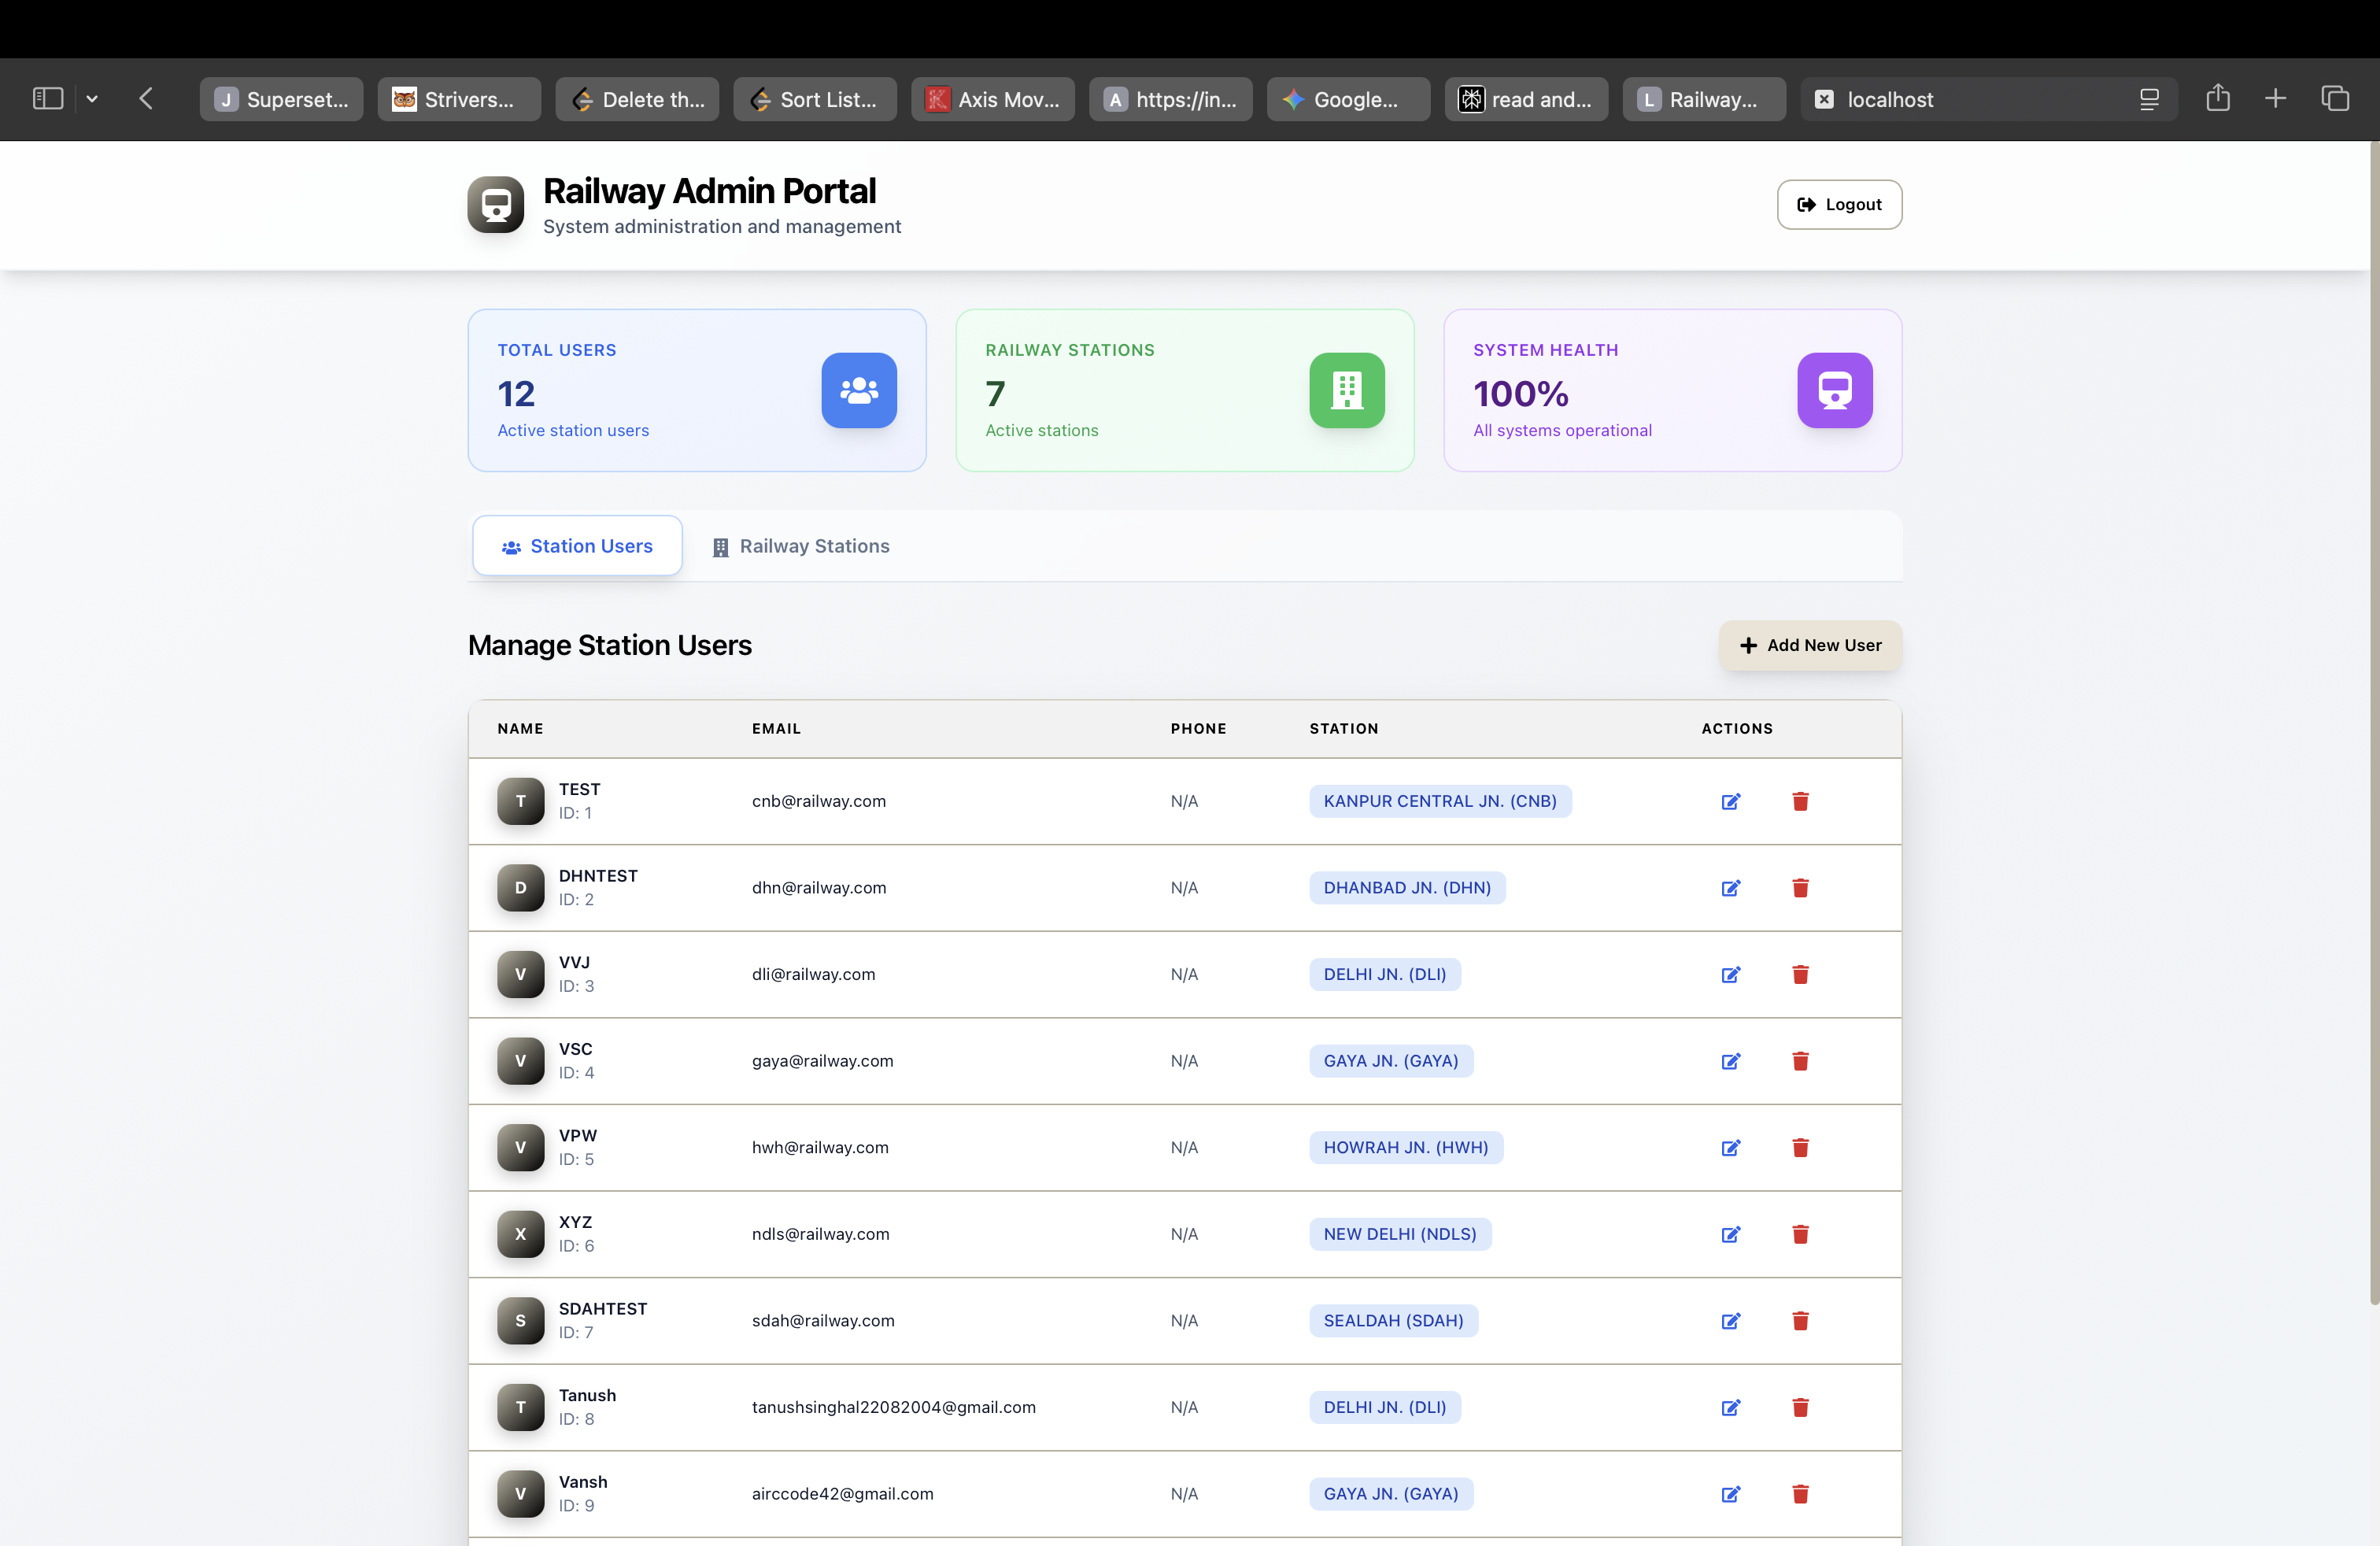 J Superset...
Strivers...
Delete th...
Sort List...
Axis Mov...
A https://in...
Google...
read and...
L Railway...
localhost
Railway Admin Portal
System administration and management
Logout
TOTAL USERS
12
Active station users
RAILWAY STATIONS
7
Active stations
SYSTEM HEALTH
100%
All systems operational
Station Users
Railway Stations
Manage Station Users
Add New User
NAME EMAIL PHONE STATION ACTIONS
T TEST
ID: 1
cnb@railway.com N/A KANPUR CENTRAL JN. (CNB)
D DHNTEST
ID: 2
dhn@railway.com N/A DHANBAD JN. (DHN)
V VVJ
ID: 3
dli@railway.com N/A DELHI JN. (DLI)
V VSC
ID: 4
gaya@railway.com N/A GAYA JN. (GAYA)
V VPW
ID: 5
hwh@railway.com N/A HOWRAH JN. (HWH)
X XYZ
ID: 6
ndls@railway.com N/A NEW DELHI (NDLS)
S SDAHTEST
ID: 7
sdah@railway.com N/A SEALDAH (SDAH)
T Tanush
ID: 8
tanushsinghal22082004@gmail.com N/A DELHI JN. (DLI)
V Vansh
ID: 9
airccode42@gmail.com N/A GAYA JN. (GAYA)